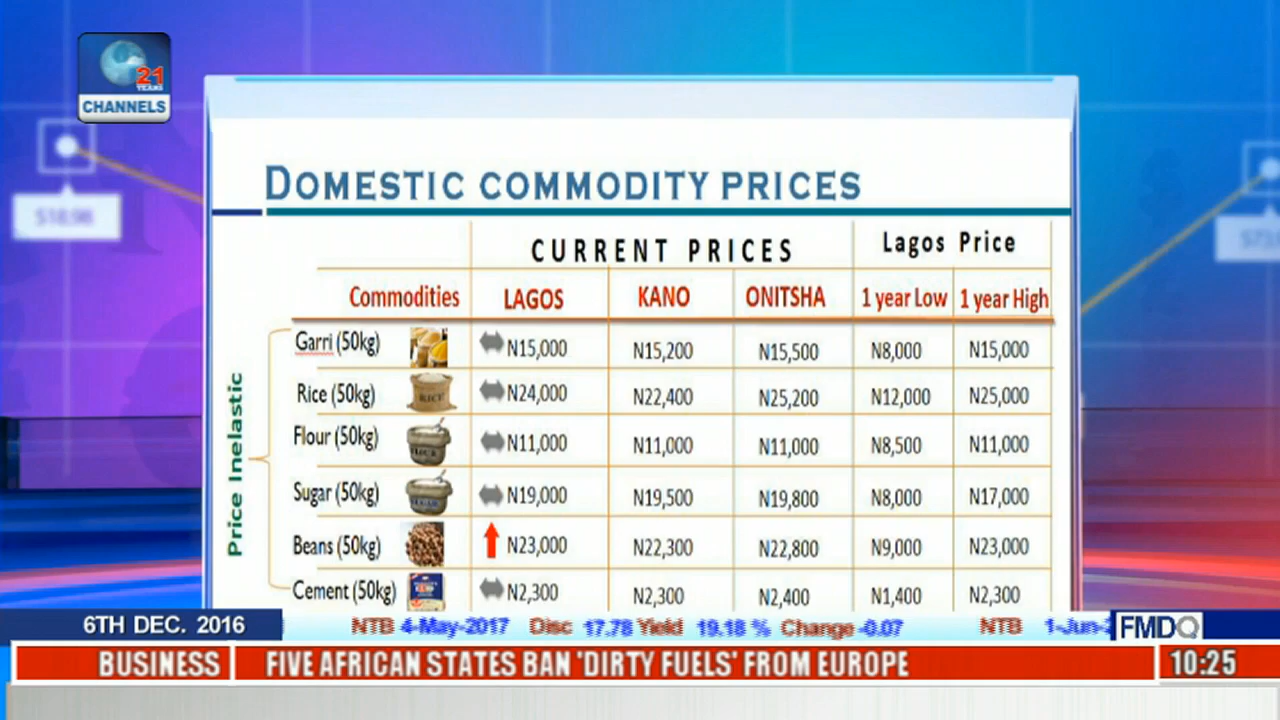 21
YEARS
CHANNELS
DOMESTIC COMMODITY PRICES
CURRENT PRICES Lagos Price
Commodities LAGOS KANO ONITSHA 1 year Low 1 year High
Price Inelastic
Garri (50kg) N15,000 N15,200 N15,500 N8,000 N15,000
Rice (50kg) RICE N24,000 N22,400 N25,200 N12,000 N25,000
Flour (50kg) N11,000 N11,000 N11,000 N8,500 N11,000
Sugar (50kg) N19,000 N19,500 N19,800 N8,000 N17,000
Beans (50kg) N23,000 N22,300 N22,800 N9,000 N23,000
Cement (50kg) N2,300 N2,300 N2,400 N1,400 N2,300
6TH DEC. 2016 NTB 4-May-2017 Disc 17.78 Yield 19.18 % Change -0.07 NTB 1-Jun-2 FMDQ
BUSINESS FIVE AFRICAN STATES BAN 'DIRTY FUELS' FROM EUROPE 10:25